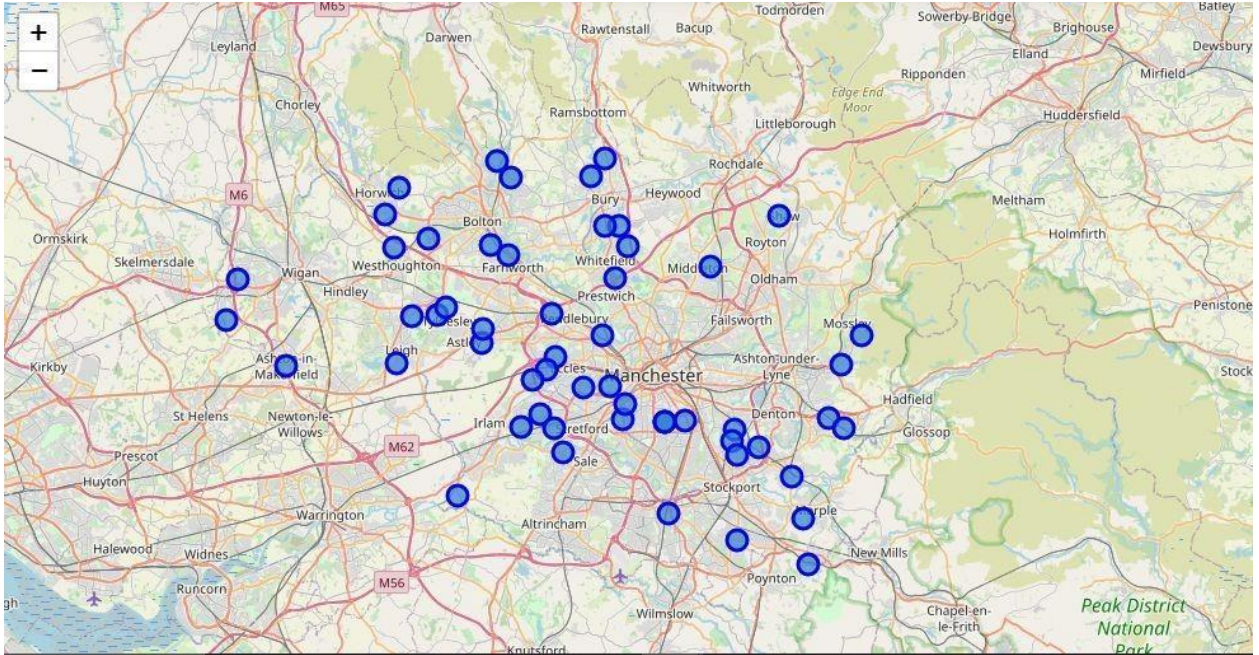 +
−
M65
Todmorden
Batley
Sowerby Bridge
Brighouse
Rawtenstall
Bacup
Darwen
Leyland
Elland
Dewsbury
Ripponden
Mirfield
Whitworth
Edge End
Moor
Chorley
Ramsbottom
Huddersfield
Littleborough
Rochdale
Horwich
M6
Bury
Heywood
Meltham
Bolton
Holmfirth
Ormskirk
Royton
Skelmersdale
Westhoughton
Farnworth
Whitefield
Middleton
Wigan
Oldham
Hindley
Prestwich
Penistone
Failsworth
Mossley
Ashton-under-
Lyne
Kirkby
Leigh
Manchester
Hadfield
St Helens
Newton-le-
Willows
Irlam
Stretford
Denton
Glossop
M62
Prescot
Sale
Huyton
Stockport
Warrington
Altrincham
Halewood
Widnes
New Mills
M56
Runcorn
Poynton
Wilmslow
Chapel-en-
le-Frith
Peak District
National
Park
Knutsford